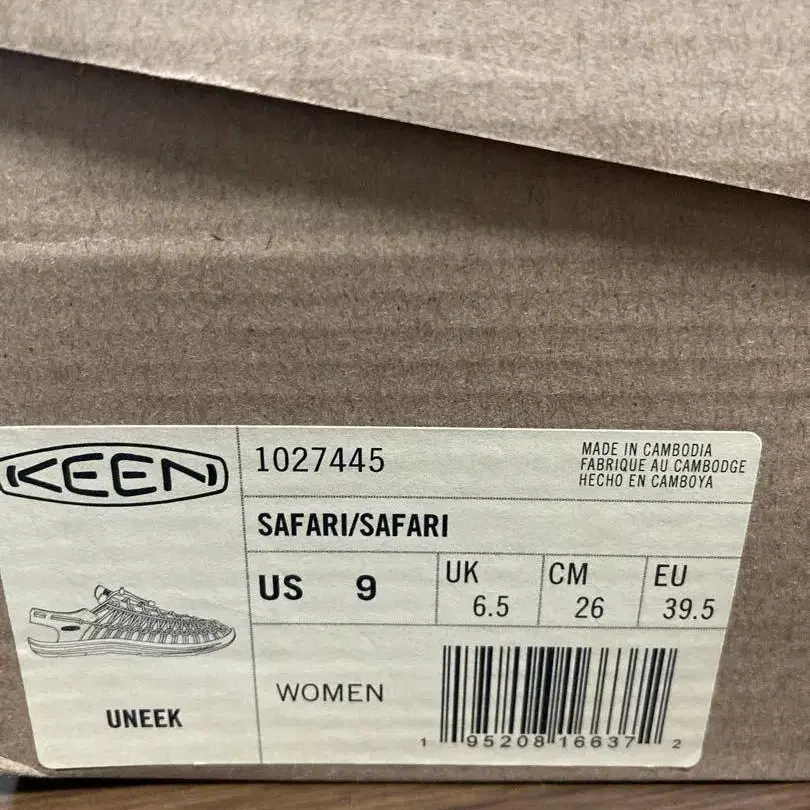 KEEN
1027445
MADE IN CAMBODIA
FABRIQUE AU CAMBODGE
HECHO EN CAMBOYA
SAFARI/SAFARI
US 9
UK 6.5
CM 26
EU 39.5
UNEEK
WOMEN
1 95208 16637 2